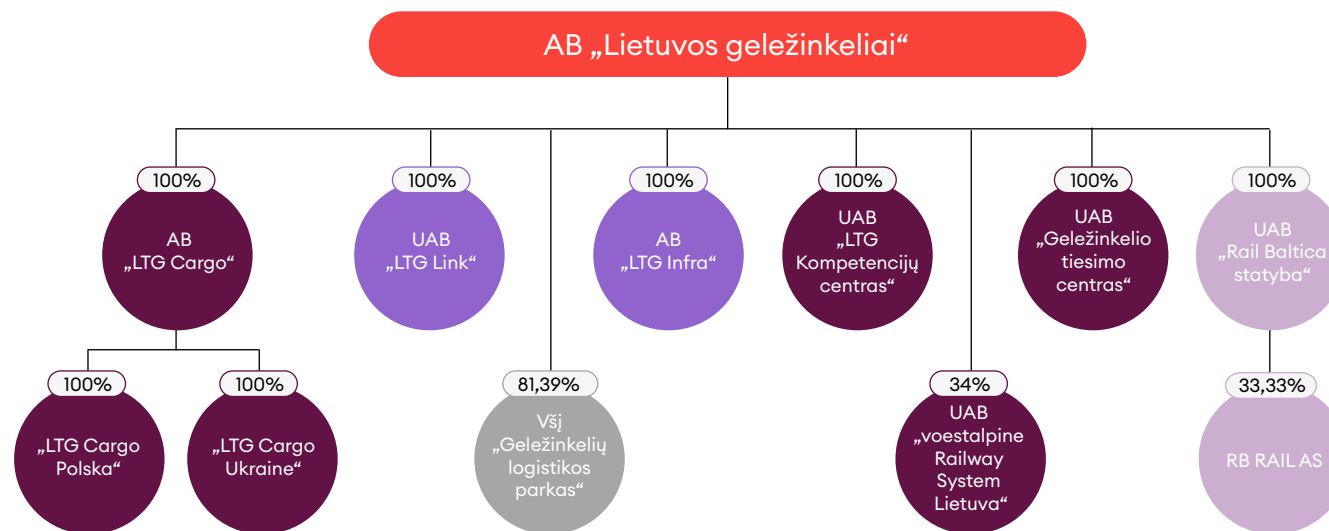 AB „Lietuvos geležinkeliai“
100%
AB
„LTG Cargo“
100%
UAB
„LTG Link“
100%
AB
„LTG Infra“
100%
UAB
„LTG
Kompetencijų
centras“
100%
UAB
„Geležinkelio
tiesimo
centras“
100%
UAB
„Rail Baltica
statyba“
100%
„LTG Cargo
Polska“
100%
„LTG Cargo
Ukraine“
81,39%
VšĮ
„Geležinkelių
logistikos
parkas“
34%
UAB
„voestalpine
Railway
System
Lietuva“
33,33%
RB RAIL AS